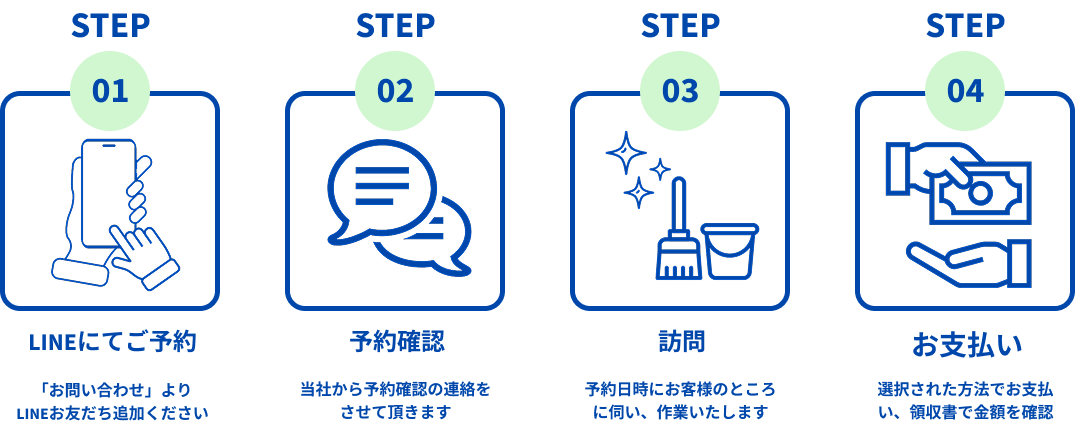 STEP
01
LINEにてご予約
「お問い合わせ」より
LINEお友だち追加ください
STEP
02
予約確認
当社から予約確認の連絡を
させて頂きます
STEP
03
訪問
予約日時にお客様のところ
に伺い、作業いたします
STEP
04
お支払い
選択された方法でお支払
い、領収書で金額を確認